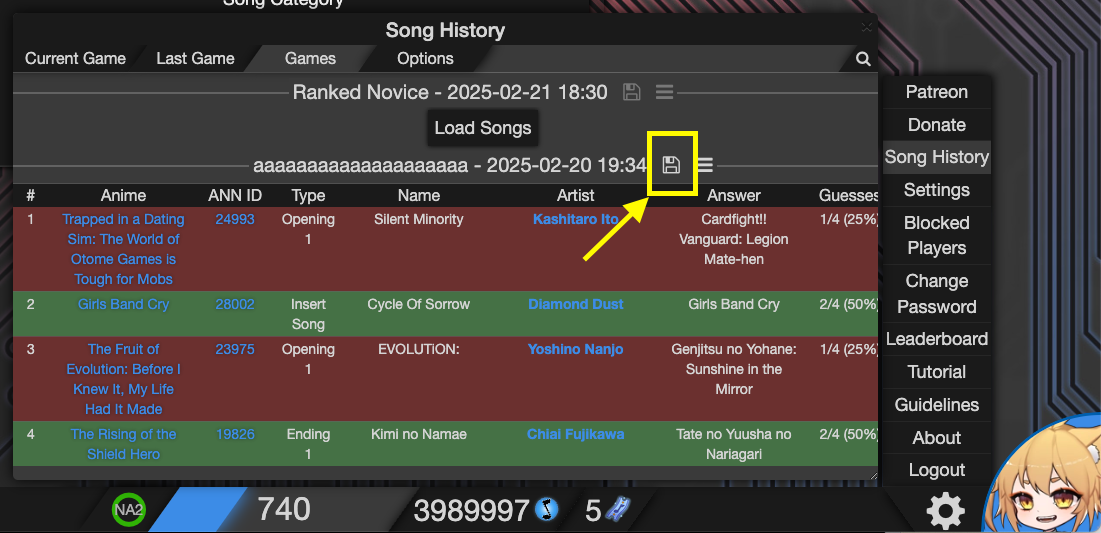 Song Category
Song History
Current Game Last Game Games Options
Ranked Novice - 2025-02-21 18:30
Load Songs
aaaaaaaaaaaaaaaaaaaa - 2025-02-20 19:34
# Anime ANN ID Type Name Artist Answer Guesses
1 Trapped in a Dating 24993 Opening Silent Minority Kashitaro Ito Cardfight!! 1/4 (25%)
Sim: The World of 1 Vanguard: Legion
Otome Games is Mate-hen
Tough for Mobs
2 Girls Band Cry 28002 Insert Cycle Of Sorrow Diamond Dust Girls Band Cry 2/4 (50%)
Song
3 The Fruit of 23975 Opening EVOLUTiON: Yoshino Nanjo Genjitsu no Yohane: 1/4 (25%)
Evolution: Before I 1 Sunshine in the
Knew It, My Life Mirror
Had It Made
4 The Rising of the 19826 Ending Kimi no Namae Chiai Fujikawa Tate no Yuusha no 2/4 (50%)
Shield Hero 1 Nariagari
Patreon
Donate
Song History
Settings
Blocked
Players
Change
Password
Leaderboard
Tutorial
Guidelines
About
Logout
NA2 740 3989997 5